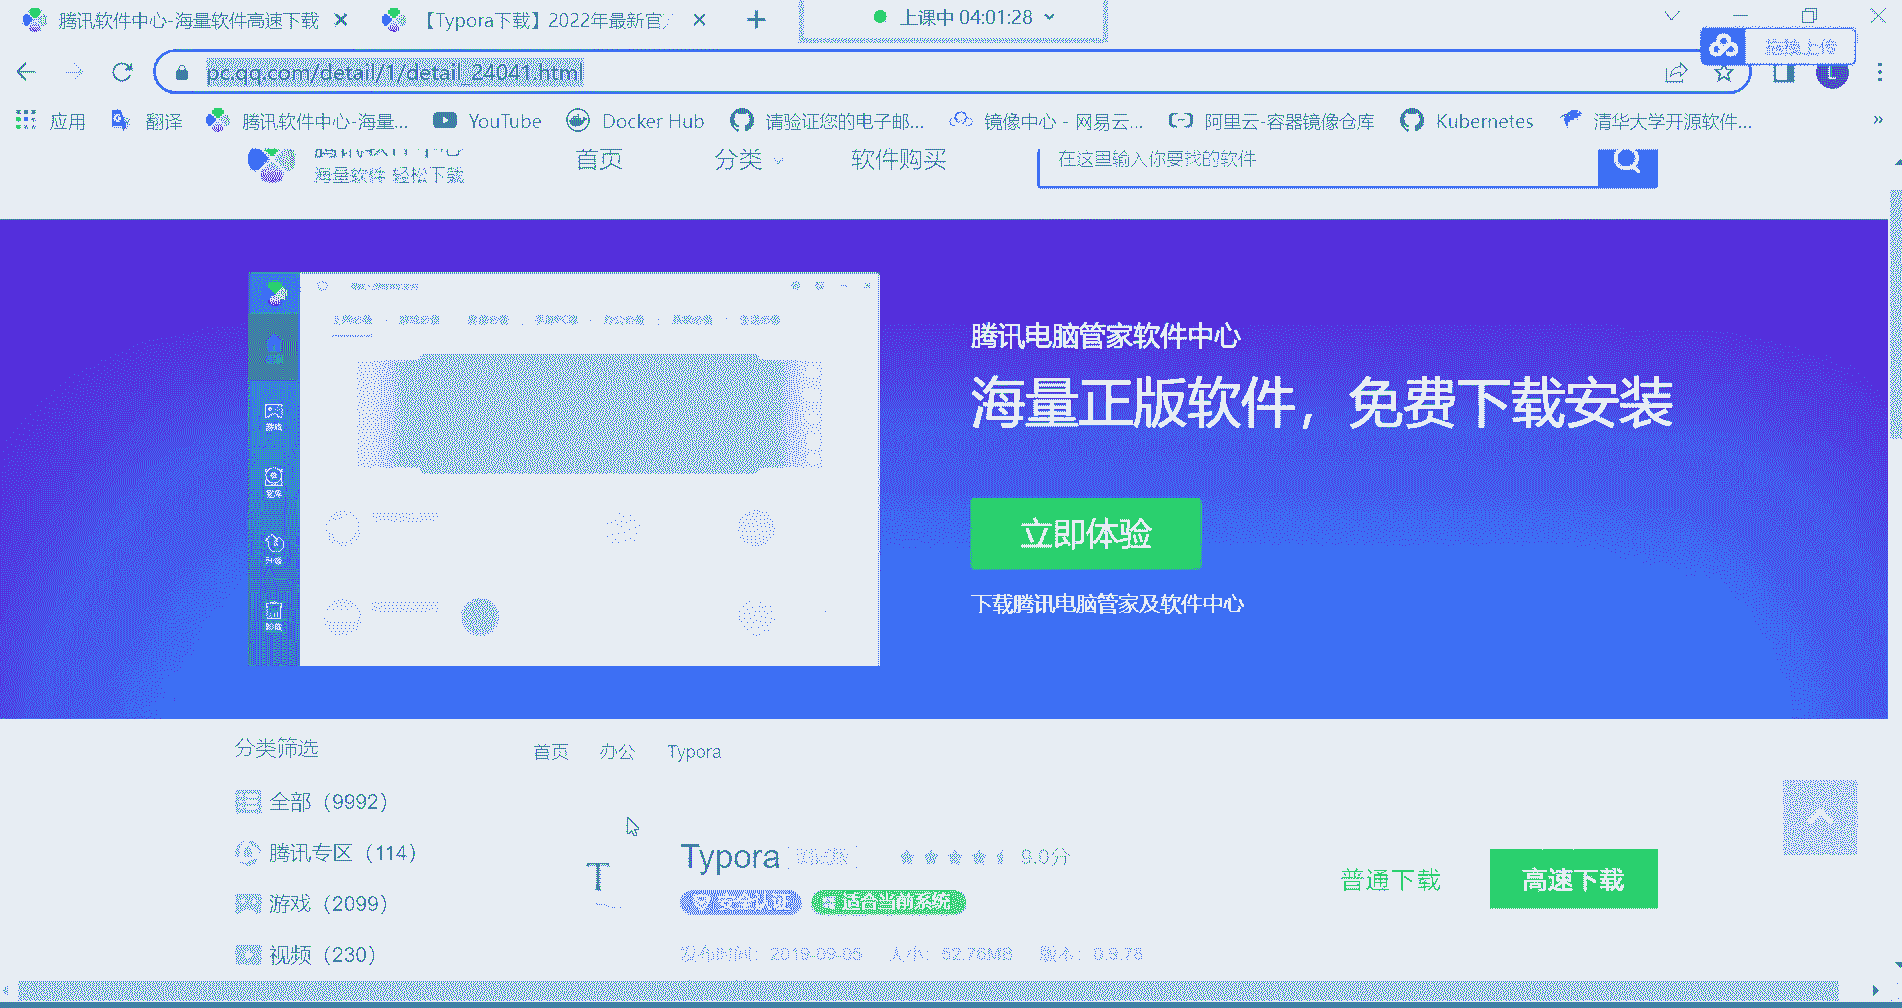 腾讯软件中心-海量软件高速下载
【Typora下载】2022年最新官
上课中 04:01:28
拖拽上传
pc.qq.com/detail/1/detail_24041.html
应用
翻译
腾讯软件中心-海量...
YouTube
Docker Hub
请验证您的电子邮...
镜像中心 - 网易云...
阿里云-容器镜像仓库
Kubernetes
清华大学开源软件...
»
腾讯软件中心
海量软件 轻松下载
首页
分类
软件购买
在这里输入你要找的软件
腾讯电脑管家软件中心
海量正版软件，免费下载安装
立即体验
下载腾讯电脑管家及软件中心
分类筛选
首页 办公 Typora
全部（9992）
腾讯专区（114）
游戏（2099）
视频（230）
T
Typora
9.0分
安全认证
适合当前系统
发布时间：2019-09-05 大小：62.76MB 版本：0.9.76
普通下载
高速下载